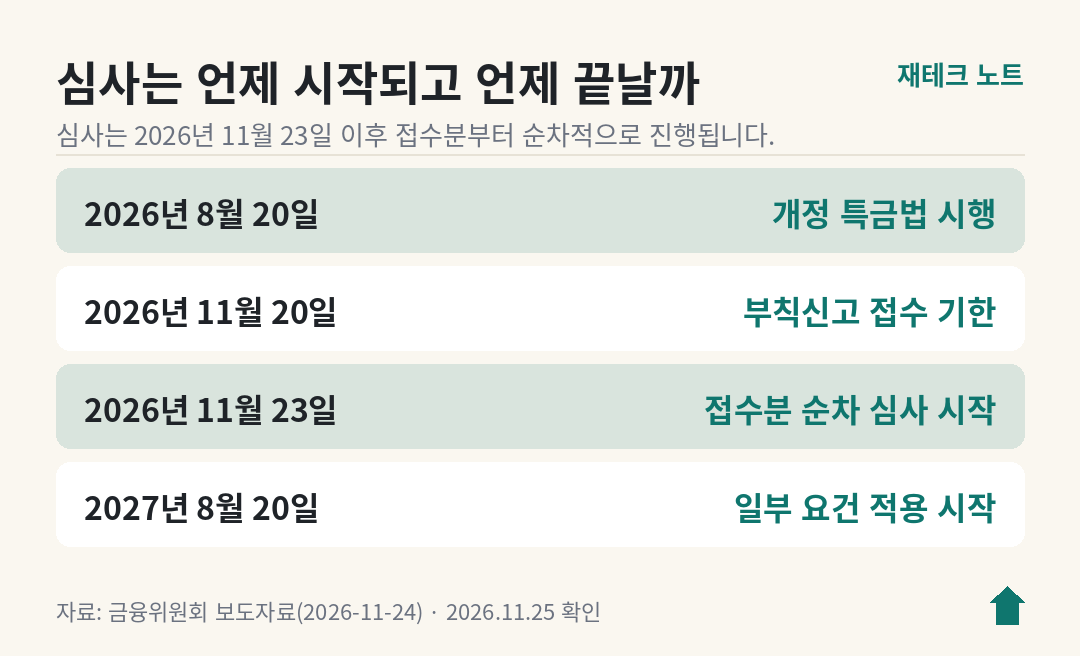 심사는 언제 시작되고 언제 끝날까
재테크 노트
심사는 2026년 11월 23일 이후 접수분부터 순차적으로 진행됩니다.
2026년 8월 20일 개정 특금법 시행
2026년 11월 20일 부칙신고 접수 기한
2026년 11월 23일 접수분 순차 심사 시작
2027년 8월 20일 일부 요건 적용 시작
자료: 금융위원회 보도자료(2026-11-24) · 2026.11.25 확인